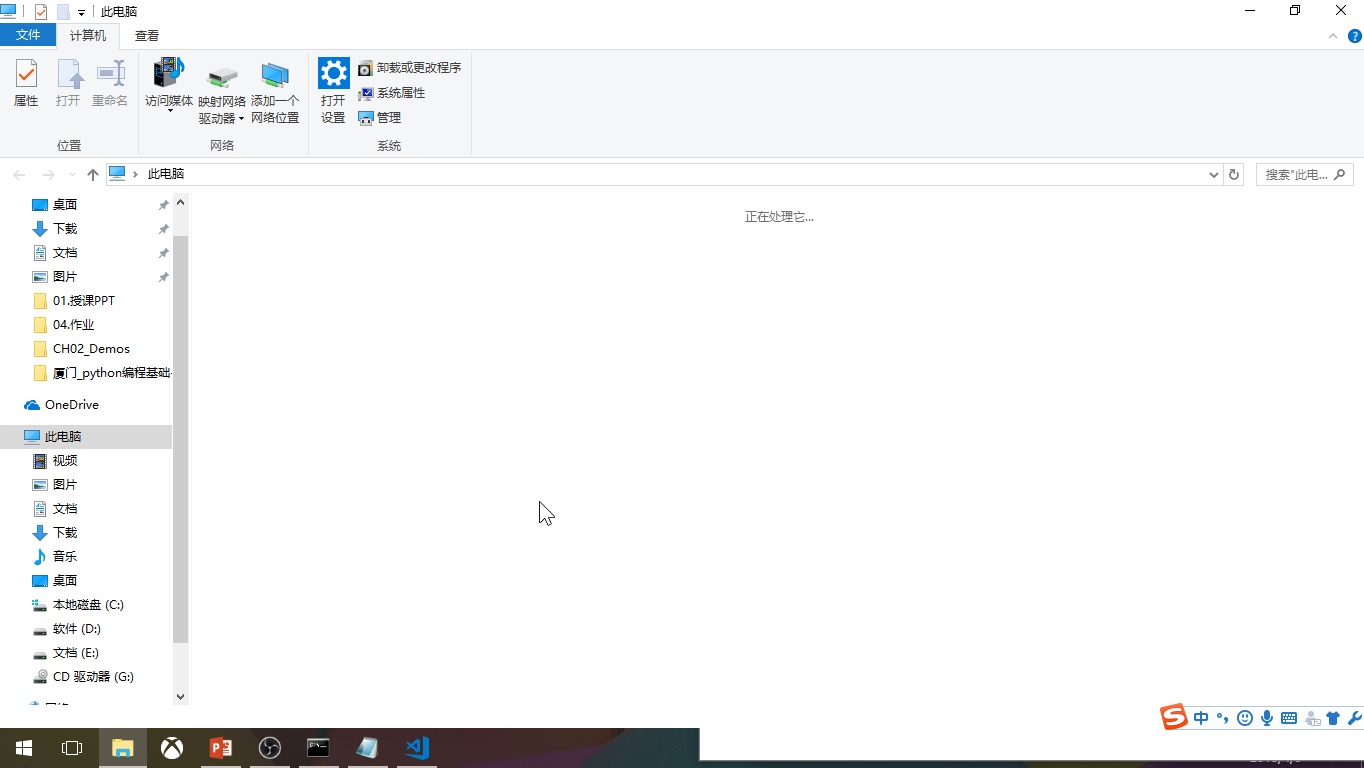 此电脑
文件 计算机 查看
属性 打开 重命名 访问媒体 映射网络驱动器 添加一个网络位置 打开设置 卸载或更改程序
系统属性
管理
位置 网络 系统
此电脑 搜索"此电...
桌面
正在处理它...
下载
文档
图片
01.授课PPT
04.作业
CH02_Demos
厦门_python编程基础
OneDrive
此电脑
视频
图片
文档
下载
音乐
桌面
本地磁盘 (C:)
软件 (D:)
文档 (E:)
CD 驱动器 (G:)
中